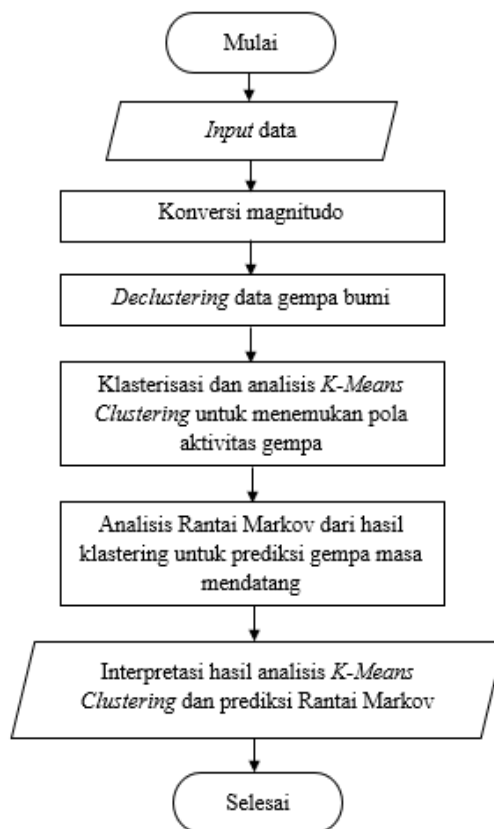 Mulai
Input data
Konversi magnitudo
Declustering data gempa bumi
Klasterisasi dan analisis K-Means
Clustering untuk menemukan pola
aktivitas gempa
Analisis Rantai Markov dari hasil
klastering untuk prediksi gempa masa
mendatang
Interpretasi hasil analisis K-Means
Clustering dan prediksi Rantai Markov
Selesai